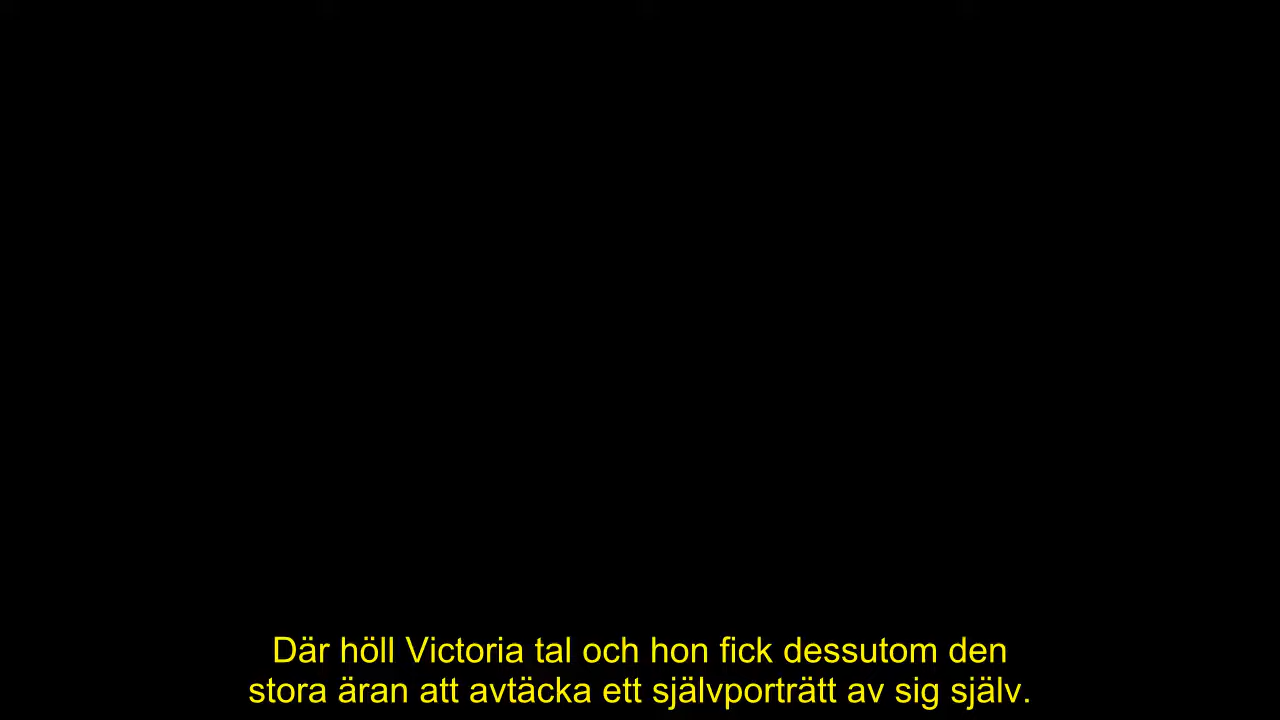 Där höll Victoria tal och hon fick dessutom den
stora äran att avtäcka ett självporträtt av sig själv.